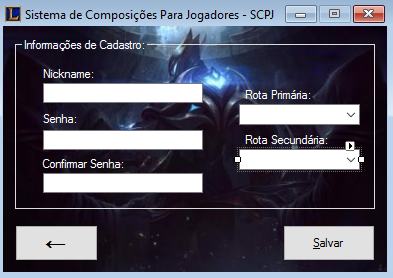 Sistema de Composições Para Jogadores - SCPJ
Informações de Cadastro:
Nickname:
Rota Primária:
Senha:
Rota Secundária:
Confirmar Senha:
←
Salvar